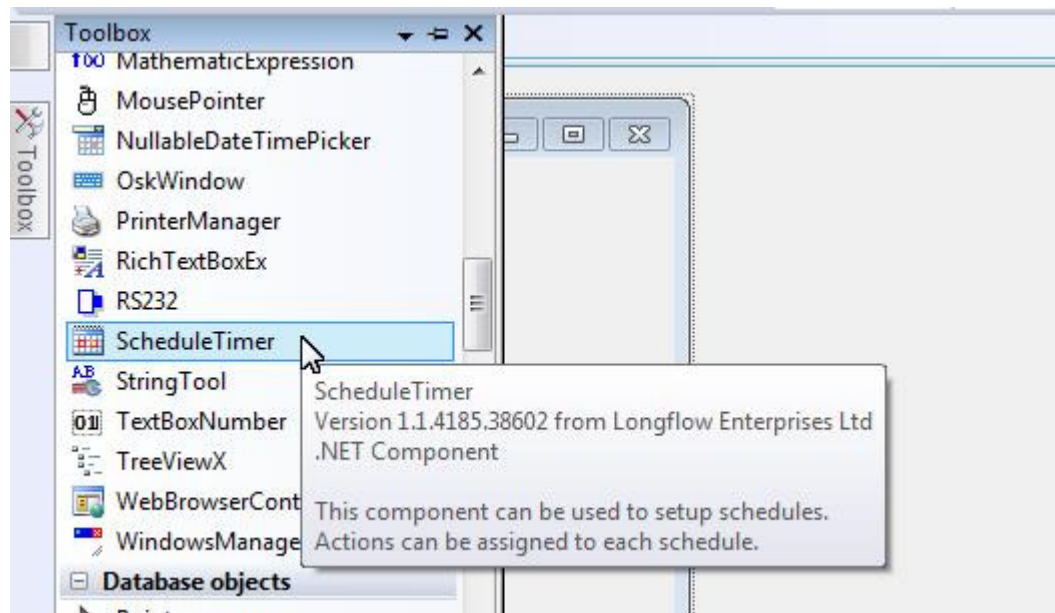 Toolbox
Toolbox
MathematicExpression
MousePointer
NullableDateTimePicker
OskWindow
PrinterManager
RichTextBoxEx
RS232
ScheduleTimer
StringTool
TextBoxNumber
TreeViewX
WebBrowserCont
WindowsManage
Database objects
ScheduleTimer
Version 1.1.4185.38602 from Longflow Enterprises Ltd
.NET Component
This component can be used to setup schedules.
Actions can be assigned to each schedule.